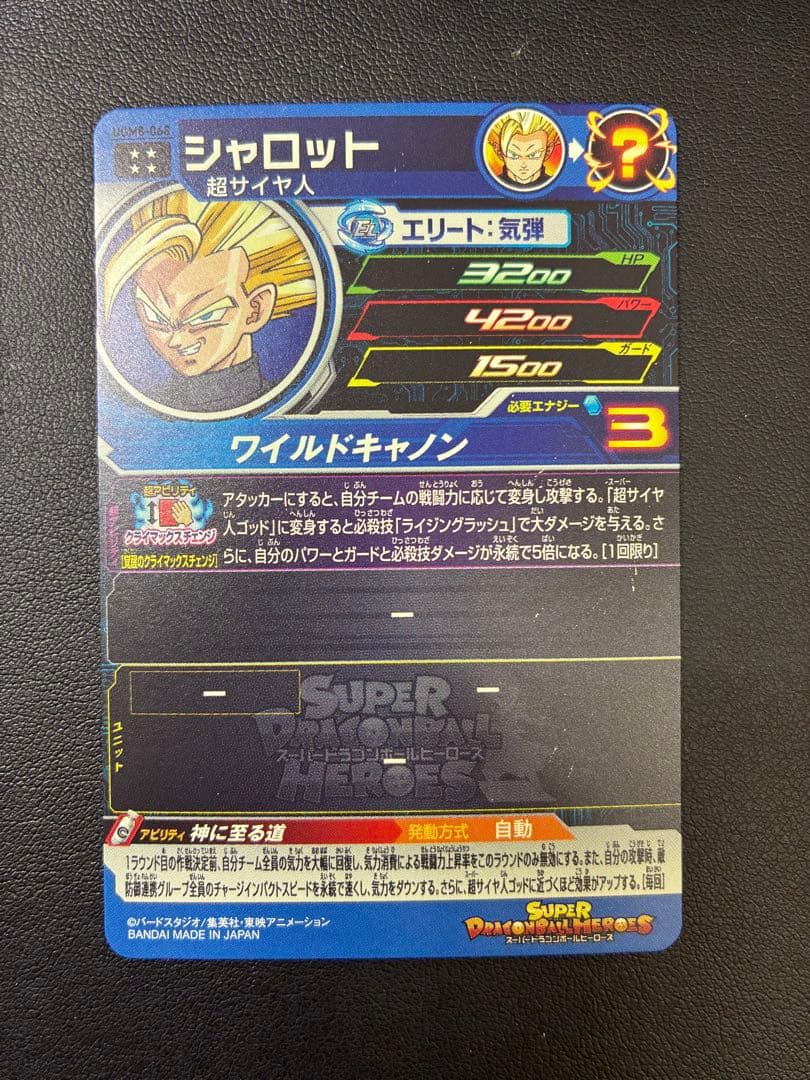 UGM8-068
シャロット
超サイヤ人
?
EL エリート：気弾
HP
3200
パワー
4200
ガード
1500
必要エナジー
3
ワイルドキャノン
超アビリティ
クライマックスチェンジ
[覚醒のクライマックスチェンジ]
アタッカーにすると、自分チームの戦闘力に応じて変身し攻撃する。「超サイヤ
人ゴッド」に変身すると必殺技「ライジングラッシュ」で大ダメージを与える。さ
らに、自分のパワーとガードと必殺技ダメージが永続で5倍になる。[1回限り]
ー
ユニット
ー
ー
ー
SUPER
DRAGONBALL
スーパードラゴンボールヒーローズ
HEROES
C アビリティ 神に至る道
発動方式 自動
1ラウンド目の作戦決定前、自分チーム全員の気力を大幅に回復し、気力消費による戦闘力上昇率をこのラウンドのみ無効にする。また、自分の攻撃時、敵
防御連携グループ全員のチャージインパクトスピードを永続で速くし、気力をダウンする。さらに、超サイヤ人ゴッドに近づくほど効果がアップする。[毎回]
©バードスタジオ/集英社・東映アニメーション
BANDAI MADE IN JAPAN
SUPER
DRAGONBALL HEROES
スーパードラゴンボールヒーローズ